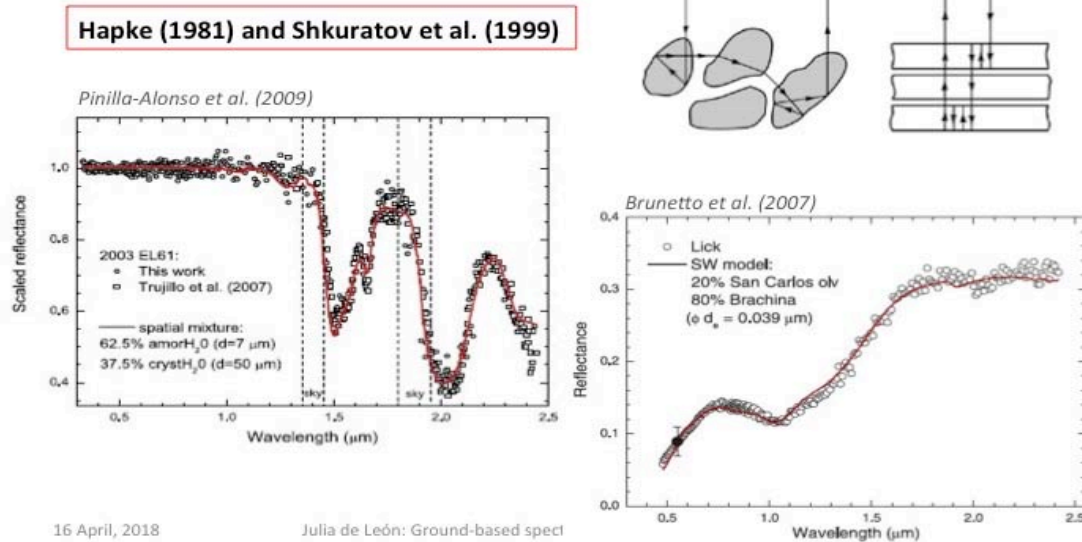 Hapke (1981) and Shkuratov et al. (1999)
Pinilla-Alonso et al. (2009)
Scaled reflectance
1.0
0.8
0.6
0.4
2003 EL61:
This work
Trujillo et al. (2007)
spatial mixture:
62.5% amorH₂0 (d=7 μm)
37.5% crystH₂0 (d=50 μm)
sky
sky
0.5 1.0 1.5 2.0 2.5
Wavelength (μm)
Brunetto et al. (2007)
Reflectance
0.4
0.3
0.2
0.1
0.0
Lick
SW model:
20% San Carlos olv
80% Brachina
(ϕ dₑ = 0.039 μm)
0.5 1.0 1.5 2.0 2.5
Wavelength (μm)
16 April, 2018
Julia de León: Ground-based spect